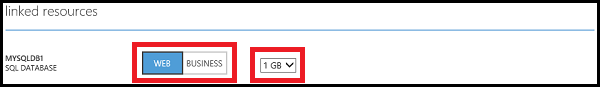 linked resources
MYSQLDB1
SQL DATABASE
WEB BUSINESS
1 GB